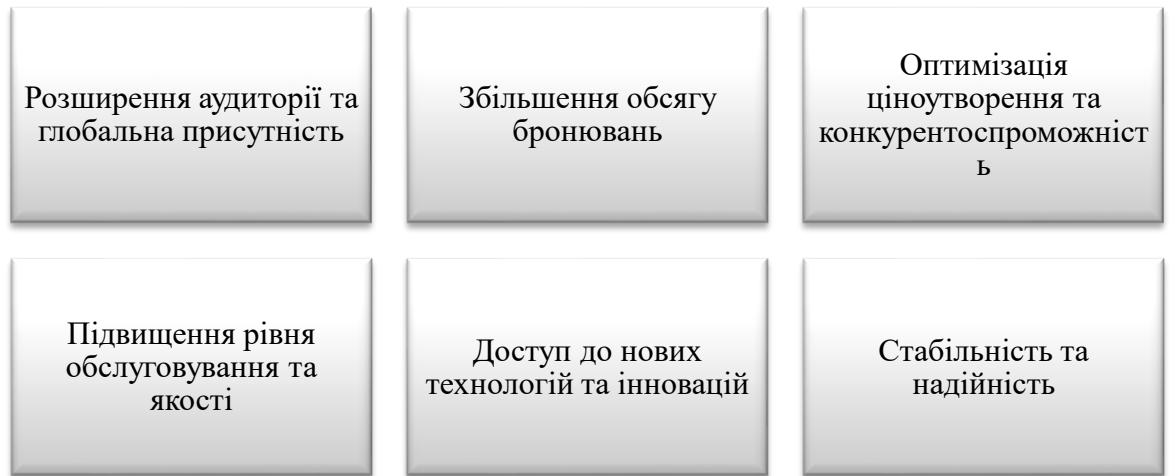 Розширення аудиторії та
глобальна присутність
Збільшення обсягу
бронювань
Оптимізація
ціноутворення та
конкурентоспроможніст
ь
Підвищення рівня
обслуговування та
якості
Доступ до нових
технологій та інновацій
Стабільність та
надійність